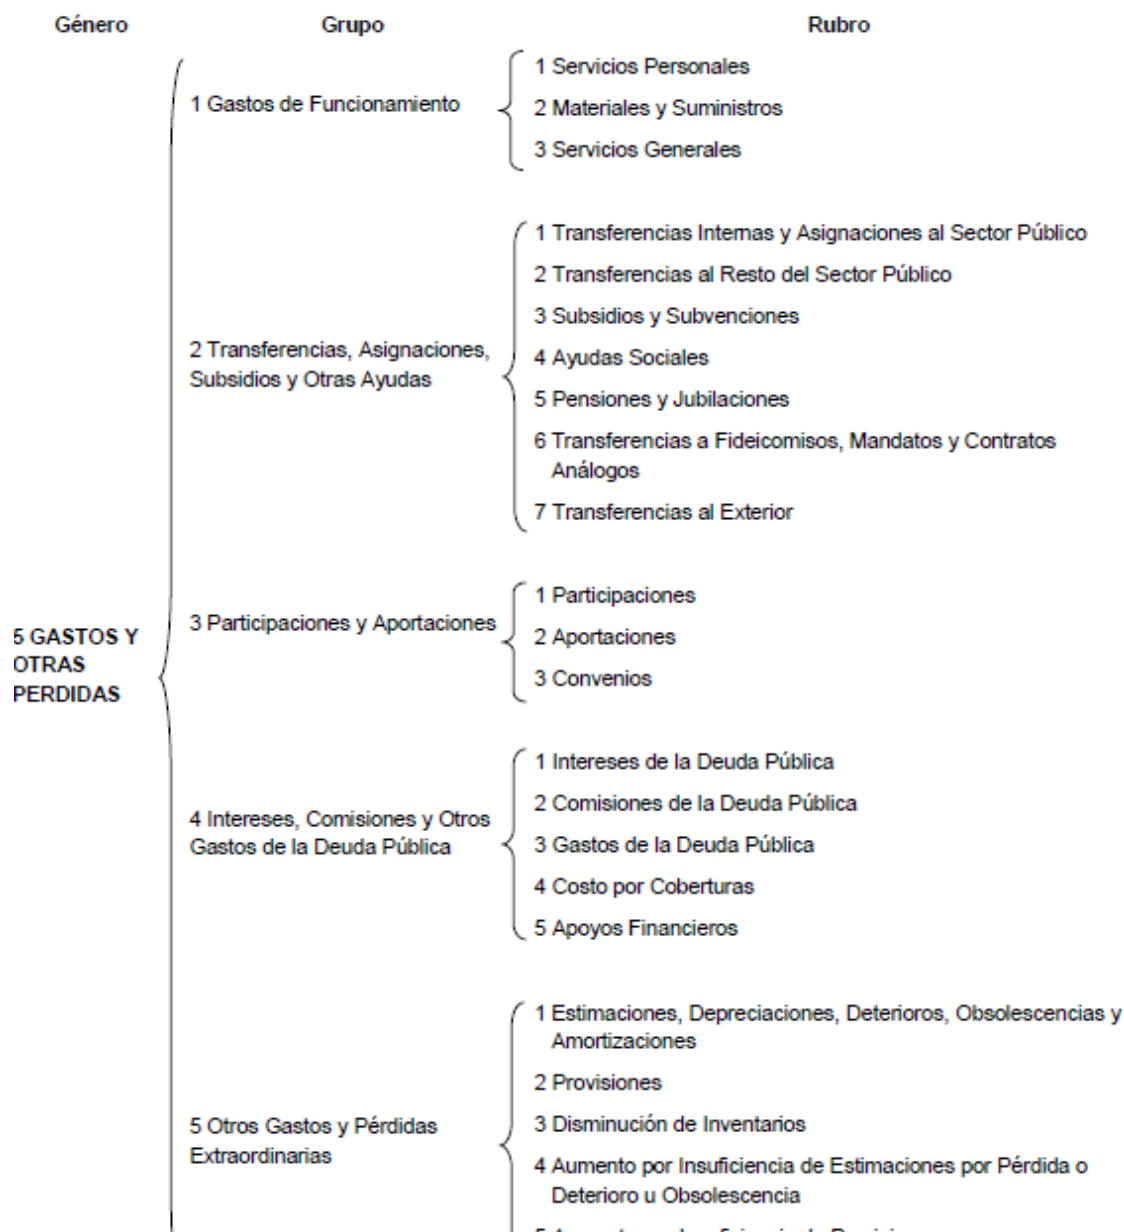 Género Grupo Rubro
1 Gastos de Funcionamiento
1 Servicios Personales
2 Materiales y Suministros
3 Servicios Generales
2 Transferencias, Asignaciones,
Subsidios y Otras Ayudas
1 Transferencias Internas y Asignaciones al Sector Público
2 Transferencias al Resto del Sector Público
3 Subsidios y Subvenciones
4 Ayudas Sociales
5 Pensiones y Jubilaciones
6 Transferencias a Fideicomisos, Mandatos y Contratos
Análogos
7 Transferencias al Exterior
5 GASTOS Y
OTRAS
PERDIDAS
3 Participaciones y Aportaciones
1 Participaciones
2 Aportaciones
3 Convenios
4 Intereses, Comisiones y Otros
Gastos de la Deuda Pública
1 Intereses de la Deuda Pública
2 Comisiones de la Deuda Pública
3 Gastos de la Deuda Pública
4 Costo por Coberturas
5 Apoyos Financieros
5 Otros Gastos y Pérdidas
Extraordinarias
1 Estimaciones, Depreciaciones, Deterioros, Obsolescencias y
Amortizaciones
2 Provisiones
3 Disminución de Inventarios
4 Aumento por Insuficiencia de Estimaciones por Pérdida o
Deterioro u Obsolescencia